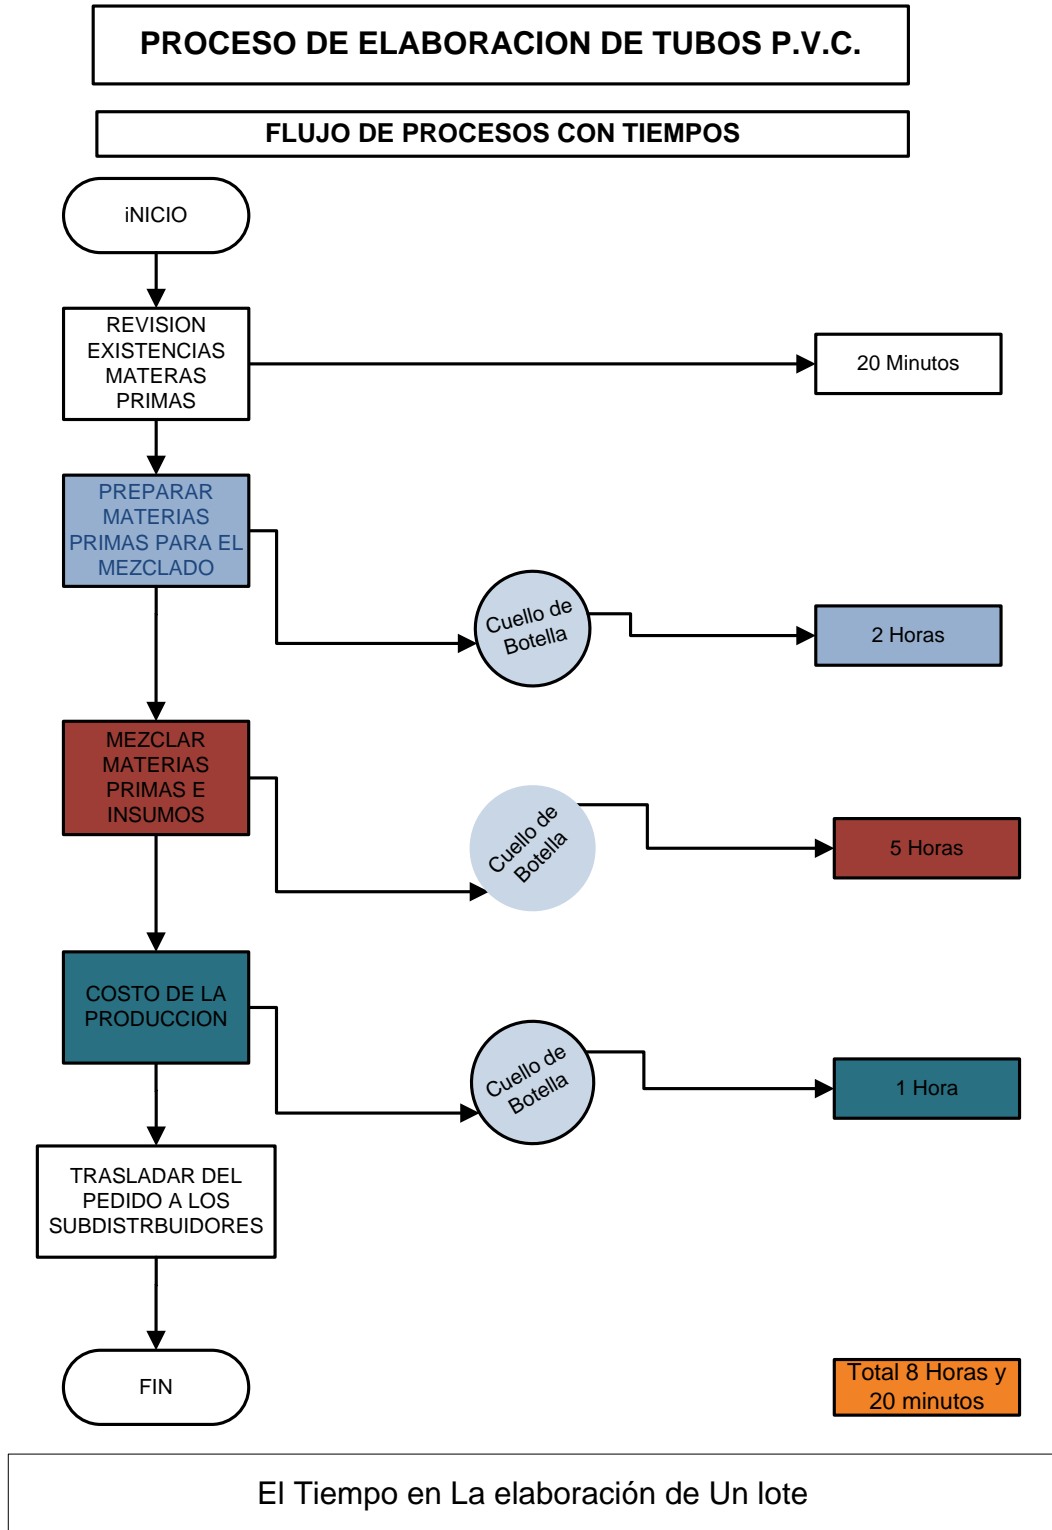 PROCESO DE ELABORACION DE TUBOS P.V.C.
FLUJO DE PROCESOS CON TIEMPOS
iNICIO
REVISION
EXISTENCIAS
MATERAS
PRIMAS
20 Minutos
PREPARAR
MATERIAS
PRIMAS PARA EL
MEZCLADO
Cuello de
Botella
2 Horas
MEZCLAR
MATERIAS
PRIMAS E
INSUMOS
Cuello de
Botella
5 Horas
COSTO DE LA
PRODUCCION
Cuello de
Botella
1 Hora
TRASLADAR DEL
PEDIDO A LOS
SUBDISTRBUIDORES
FIN
Total 8 Horas y
20 minutos
El Tiempo en La elaboración de Un lote